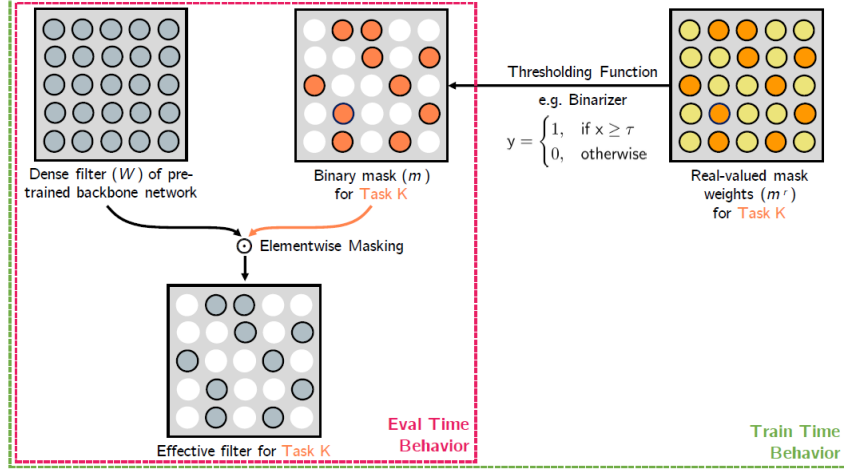 Dense filter (W) of pre-
trained backbone network
Binary mask (m)
for Task K
Thresholding Function
e.g. Binarizer
y = {1, if x ≥ τ
0, otherwise
Real-valued mask
weights (mʳ)
for Task K
⊙ Elementwise Masking
Effective filter for Task K
Eval Time
Behavior
Train Time
Behavior